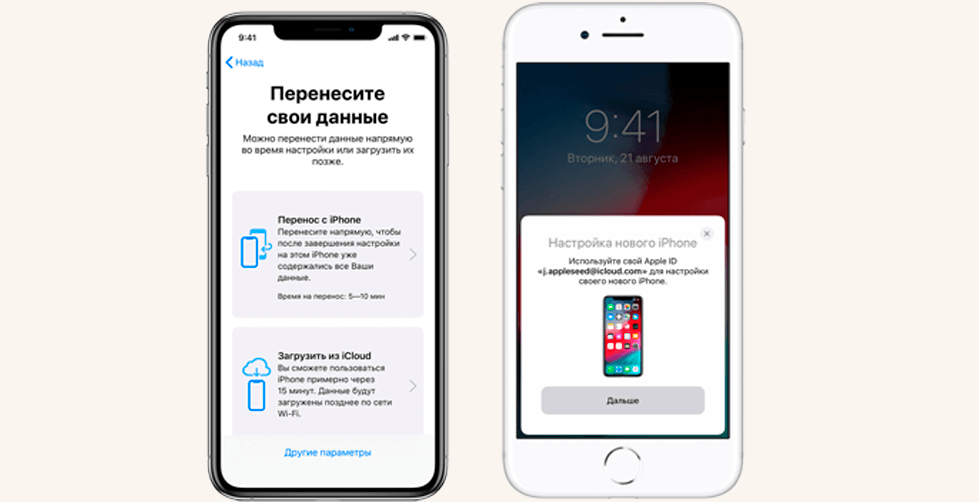 9:41
Назад
Перенесите
свои данные
Можно перенести данные напрямую
во время настройки или загрузить их
позже.
Перенос с iPhone
Перенесите напрямую, чтобы
после завершения настройки
на этом iPhone уже
содержались все Ваши
данные.
Время на перенос: 5—10 мин
Загрузить из iCloud
Вы сможете пользоваться
iPhone примерно через
15 минут. Данные будут
загружены позднее по сети
Wi-Fi.
Другие параметры
9:41
Вторник, 21 августа
Настройка нового iPhone
Используйте свой Apple ID
«j.appleseed@icloud.com» для настройки
своего нового iPhone.
Дальше